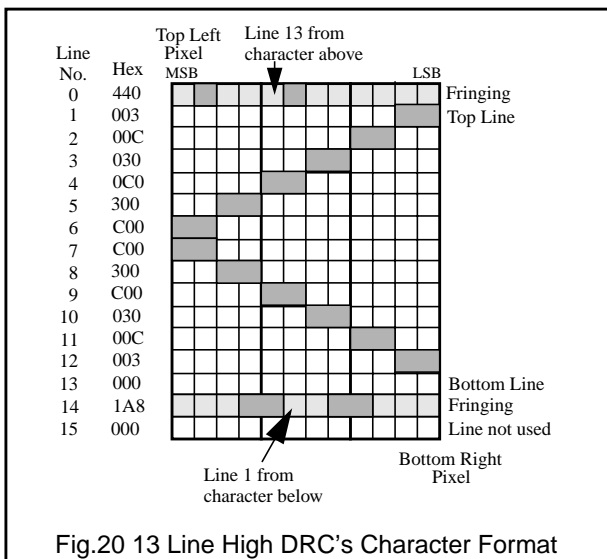 Top Left Pixel
Line 13 from character above
Line No.
Hex
MSB
LSB
0 440 Fringing
1 003 Top Line
2 00C
3 030
4 0C0
5 300
6 C00
7 C00
8 300
9 C00
10 030
11 00C
12 003
13 000 Bottom Line
14 1A8 Fringing
15 000 Line not used
Line 1 from character below
Bottom Right Pixel
Fig.20 13 Line High DRC's Character Format